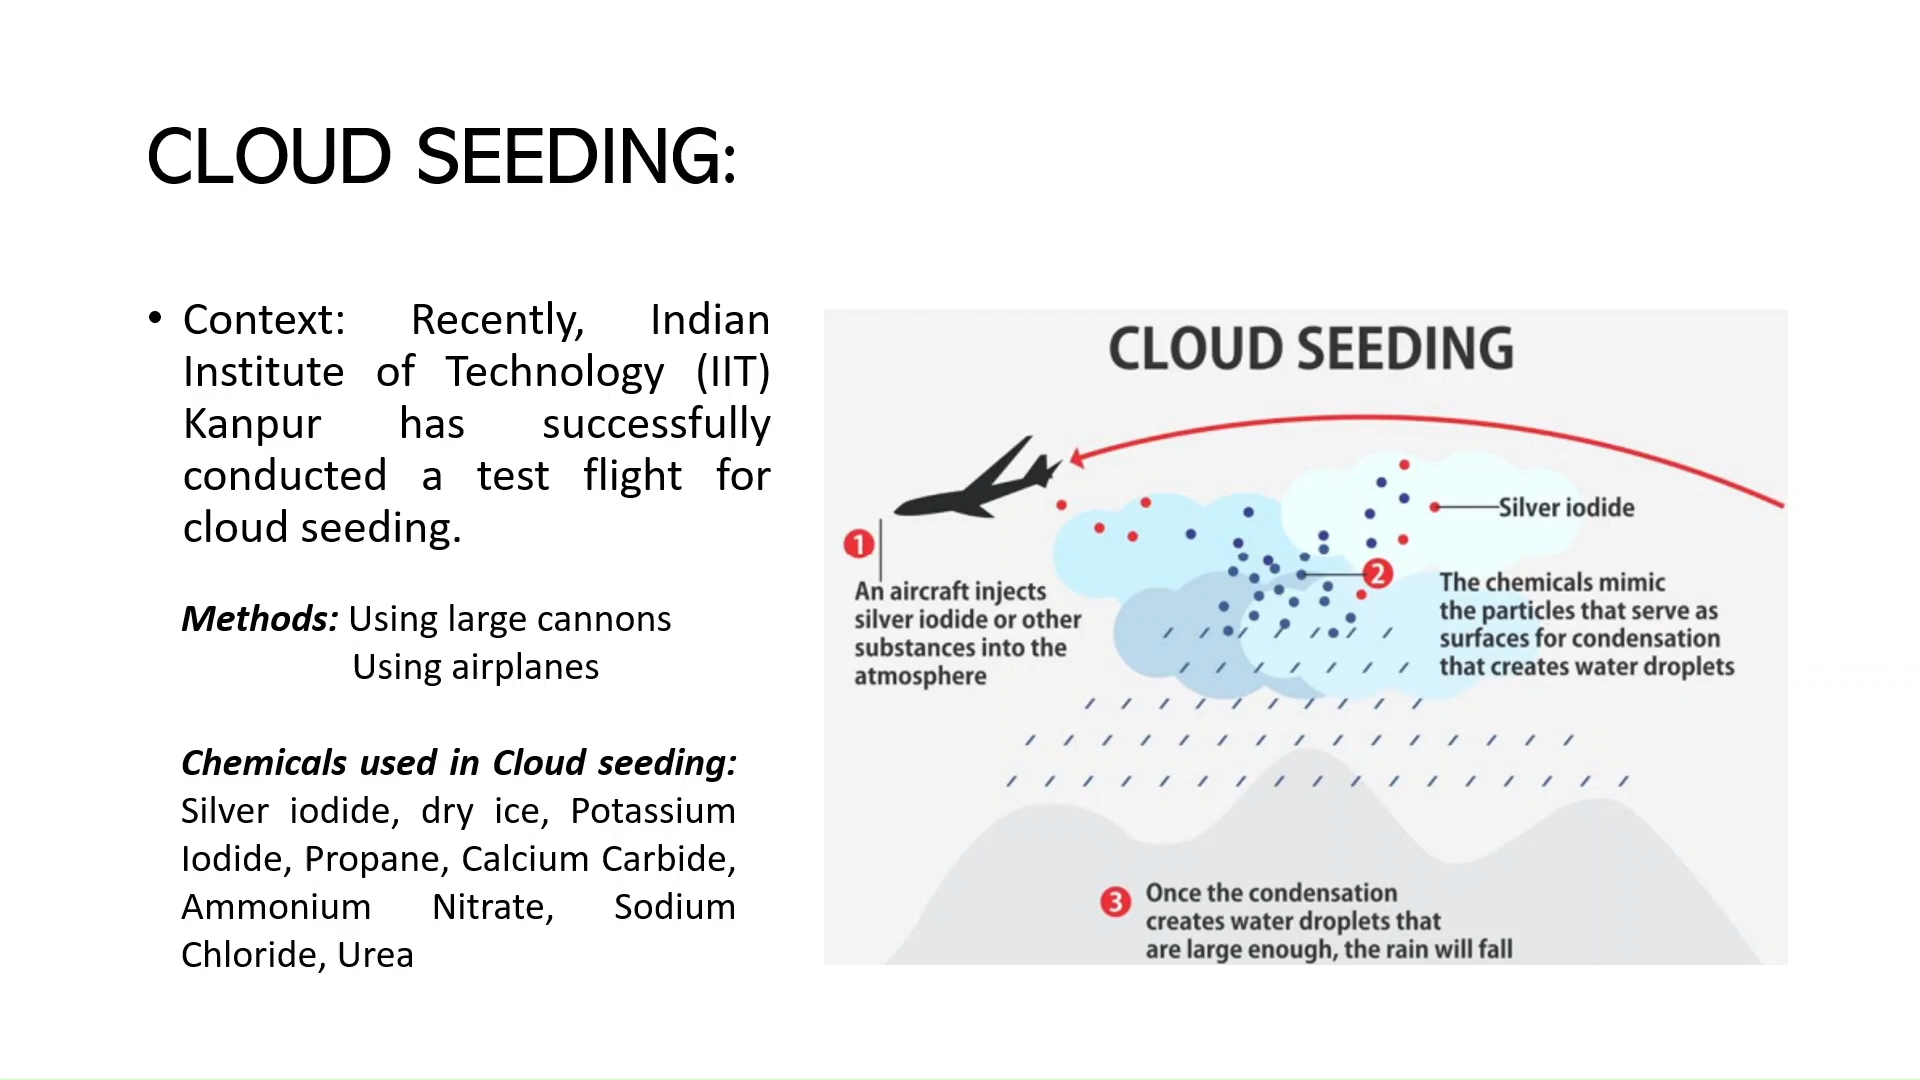 CLOUD SEEDING:
• Context: Recently, Indian
Institute of Technology (IIT)
Kanpur has successfully
conducted a test flight for
cloud seeding.
Methods: Using large cannons
Using airplanes
Chemicals used in Cloud seeding:
Silver iodide, dry ice, Potassium
Iodide, Propane, Calcium Carbide,
Ammonium Nitrate, Sodium
Chloride, Urea
CLOUD SEEDING
Silver iodide
1
An aircraft injects
silver iodide or other
substances into the
atmosphere
2
The chemicals mimic
the particles that serve as
surfaces for condensation
that creates water droplets
3
Once the condensation
creates water droplets that
are large enough, the rain will fall